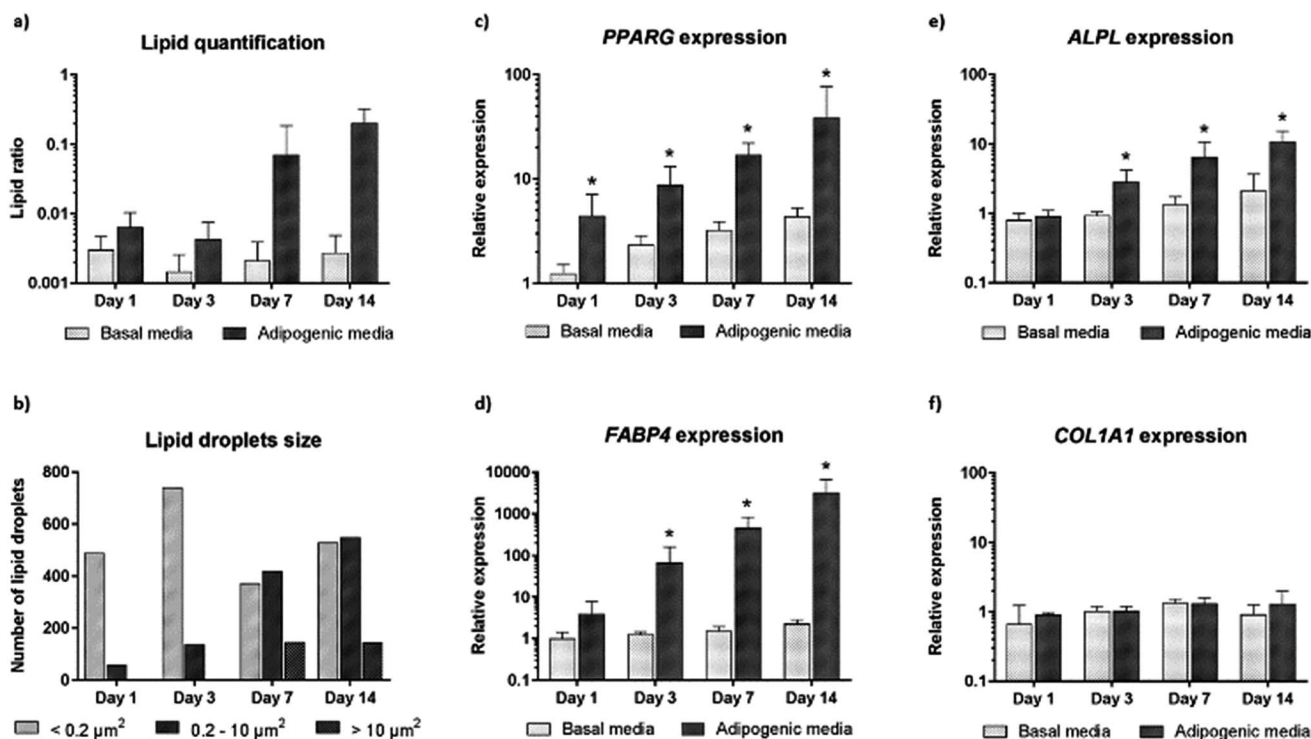 a)
Lipid quantification
Lipid ratio
1
0.1
0.01
0.001
Day 1 Day 3 Day 7 Day 14
Basal media Adipogenic media
b)
Lipid droplets size
Number of lipid droplets
800
600
400
200
0
Day 1 Day 3 Day 7 Day 14
< 0.2 µm² 0.2 - 10 µm² > 10 µm²
c)
PPARG expression
Relative expression
100
10
1
* * * *
Day 1 Day 3 Day 7 Day 14
Basal media Adipogenic media
d)
FABP4 expression
Relative expression
10000
1000
100
10
1
0.1
* * *
Day 1 Day 3 Day 7 Day 14
Basal media Adipogenic media
e)
ALPL expression
Relative expression
100
10
1
0.1
* * *
Day 1 Day 3 Day 7 Day 14
Basal media Adipogenic media
f)
COL1A1 expression
Relative expression
100
10
1
0.1
Day 1 Day 3 Day 7 Day 14
Basal media Adipogenic media